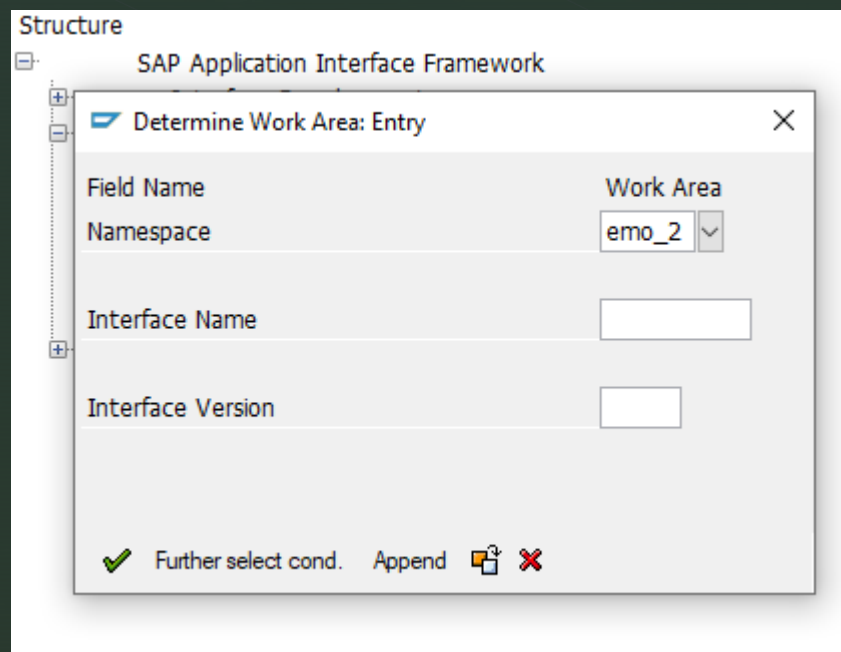 Structure
SAP Application Interface Framework
Determine Work Area: Entry
Field Name Work Area
Namespace emo_2
Interface Name
Interface Version
Further select cond. Append